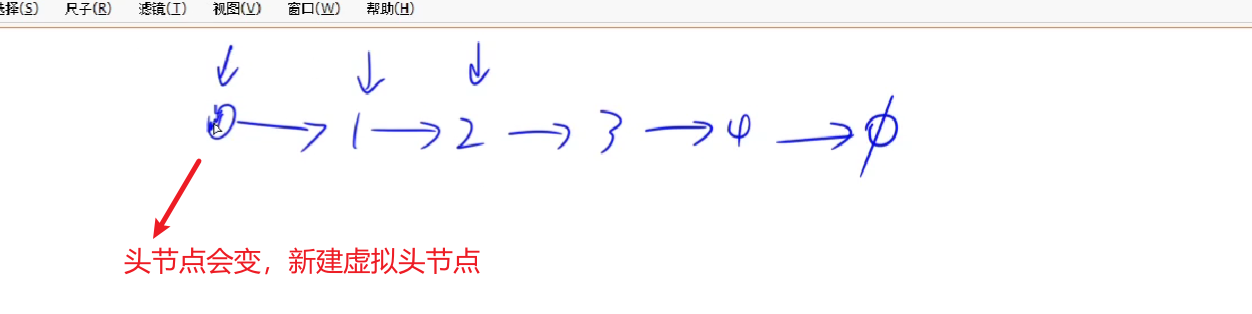 选择(S) 尺子(R) 滤镜(T) 视图(V) 窗口(W) 帮助(H)
0 → 1 → 2 → 3 → 4 → ∅
头节点会变，新建虚拟头节点